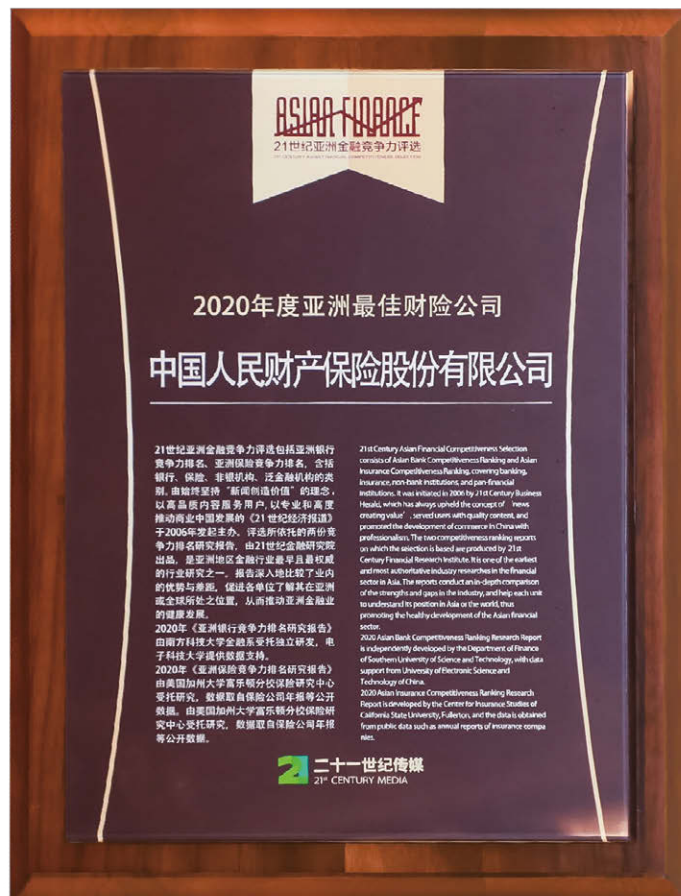 ASIAN FINANCE
21世纪亚洲金融竞争力评选
2020年度亚洲最佳财险公司
中国人民财产保险股份有限公司
21世纪亚洲金融竞争力评选包括亚洲银行
竞争力排名、亚洲保险竞争力排名，含括
银行、保险、非银机构、泛金融机构的类
别。由始终坚持“新闻创造价值”的理念，
以高品质内容服务用户，以专业和高度
推动商业中国发展的《21世纪经济报道》
于2006年发起主办，评选所依托的两份竞
争力排名研究报告，由21世纪金融研究院
出品，是亚洲地区金融行业最早且最权威
的行业研究之一。报告深入地比较了业内
的优势与差距，促进各单位了解其在亚洲
或全球所处之位置，从而推动亚洲金融业
的健康发展。
2020年《亚洲银行竞争力排名研究报告》
由南方科技大学金融系受托独立研发，电
子科技大学提供数据支持。
2020年《亚洲保险竞争力排名研究报告》
由美国加州大学富乐顿分校保险研究中心
受托研究，数据取自保险公司年报等公开
数据。由美国加州大学富乐顿分校保险研
究中心受托研究，数据取自保险公司年报
等公开数据。
21st Century Asian Financial Competitiveness Selection
consists of Asian Bank Competitiveness Ranking and Asian
Insurance Competitiveness Ranking, covering banking,
insurance, non-bank institutions, and pan-financial
institutions. It was initiated in 2006 by 21st Century Business
Herald, which has always upheld the concept of 'news
creating value', served users with quality content, and
promoted the development of commerce in China with
professionalism. The two competitiveness ranking reports
on which the selection is based are produced by 21st
Century Financial Research Institute. It is one of the earliest
and most authoritative industry researches in the financial
sector in Asia. The reports conduct an in-depth comparison
of the strengths and gaps in the industry, and help each unit
to understand its position in Asia or the world, thus
promoting the healthy development of the Asian financial
sector.
2020 Asian Bank Competitiveness Ranking Research Report
is independently developed by the Department of Finance
of Southern University of Science and Technology, with data
support from University of Electronic Science and
Technology of China.
2020 Asian Insurance Competitiveness Ranking Research
Report is developed by the Center for Insurance Studies of
California State University, Fullerton, and the data is obtained
from public data such as annual reports of insurance compa
nies.
二十一世纪传媒
21st CENTURY MEDIA